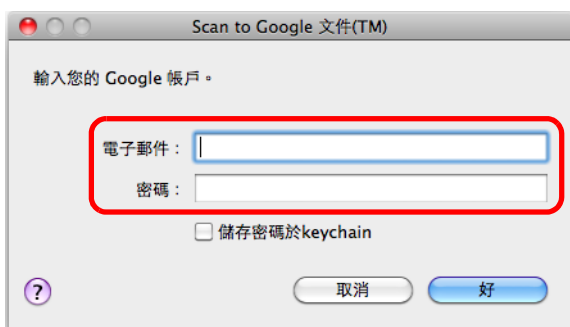 Scan to Google 文件(TM)
輸入您的 Google 帳戶。
電子郵件：
密碼：
儲存密碼於keychain
? 取消 好